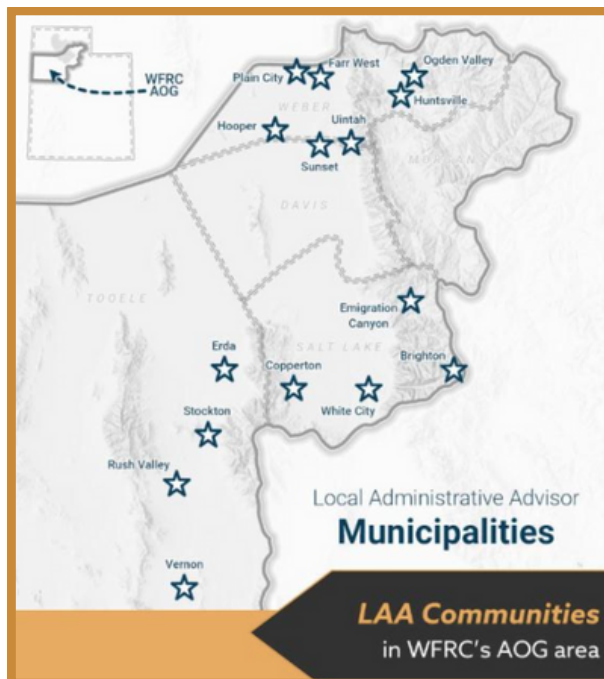 WFRC
AOG
Plain City
Farr West
Ogden Valley
Huntsville
WEBER
Hooper
Uintah
Sunset
MORGAN
DAVIS
TOOELE
Emigration
Canyon
SALT LAKE
Erda
Copperton
Brighton
White City
Stockton
Rush Valley
Vernon
Local Administrative Advisor
Municipalities
LAA Communities
in WFRC's AOG area